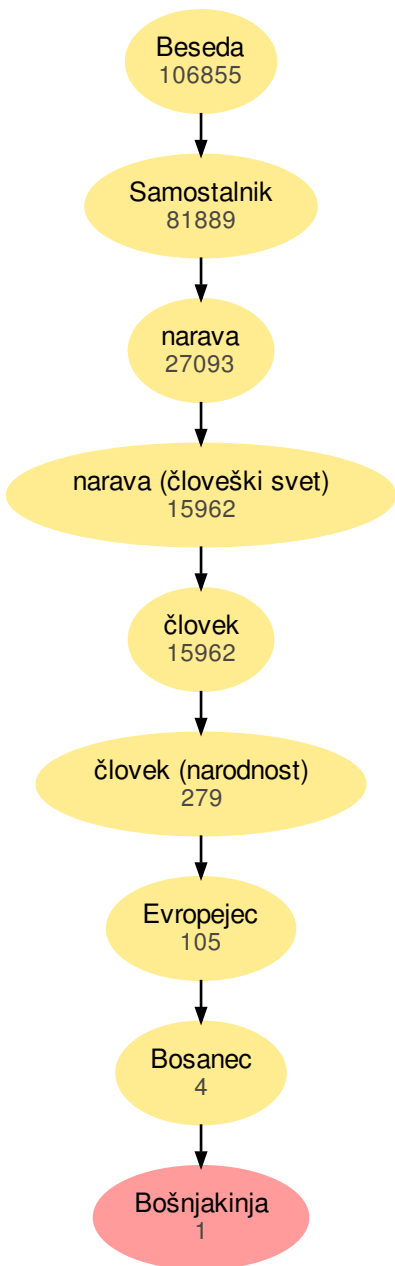 Beseda
106855
Samostalnik
81889
narava
27093
narava (človeški svet)
15962
človek
15962
človek (narodnost)
279
Evropejec
105
Bosanec
4
Bošnjakinja
1